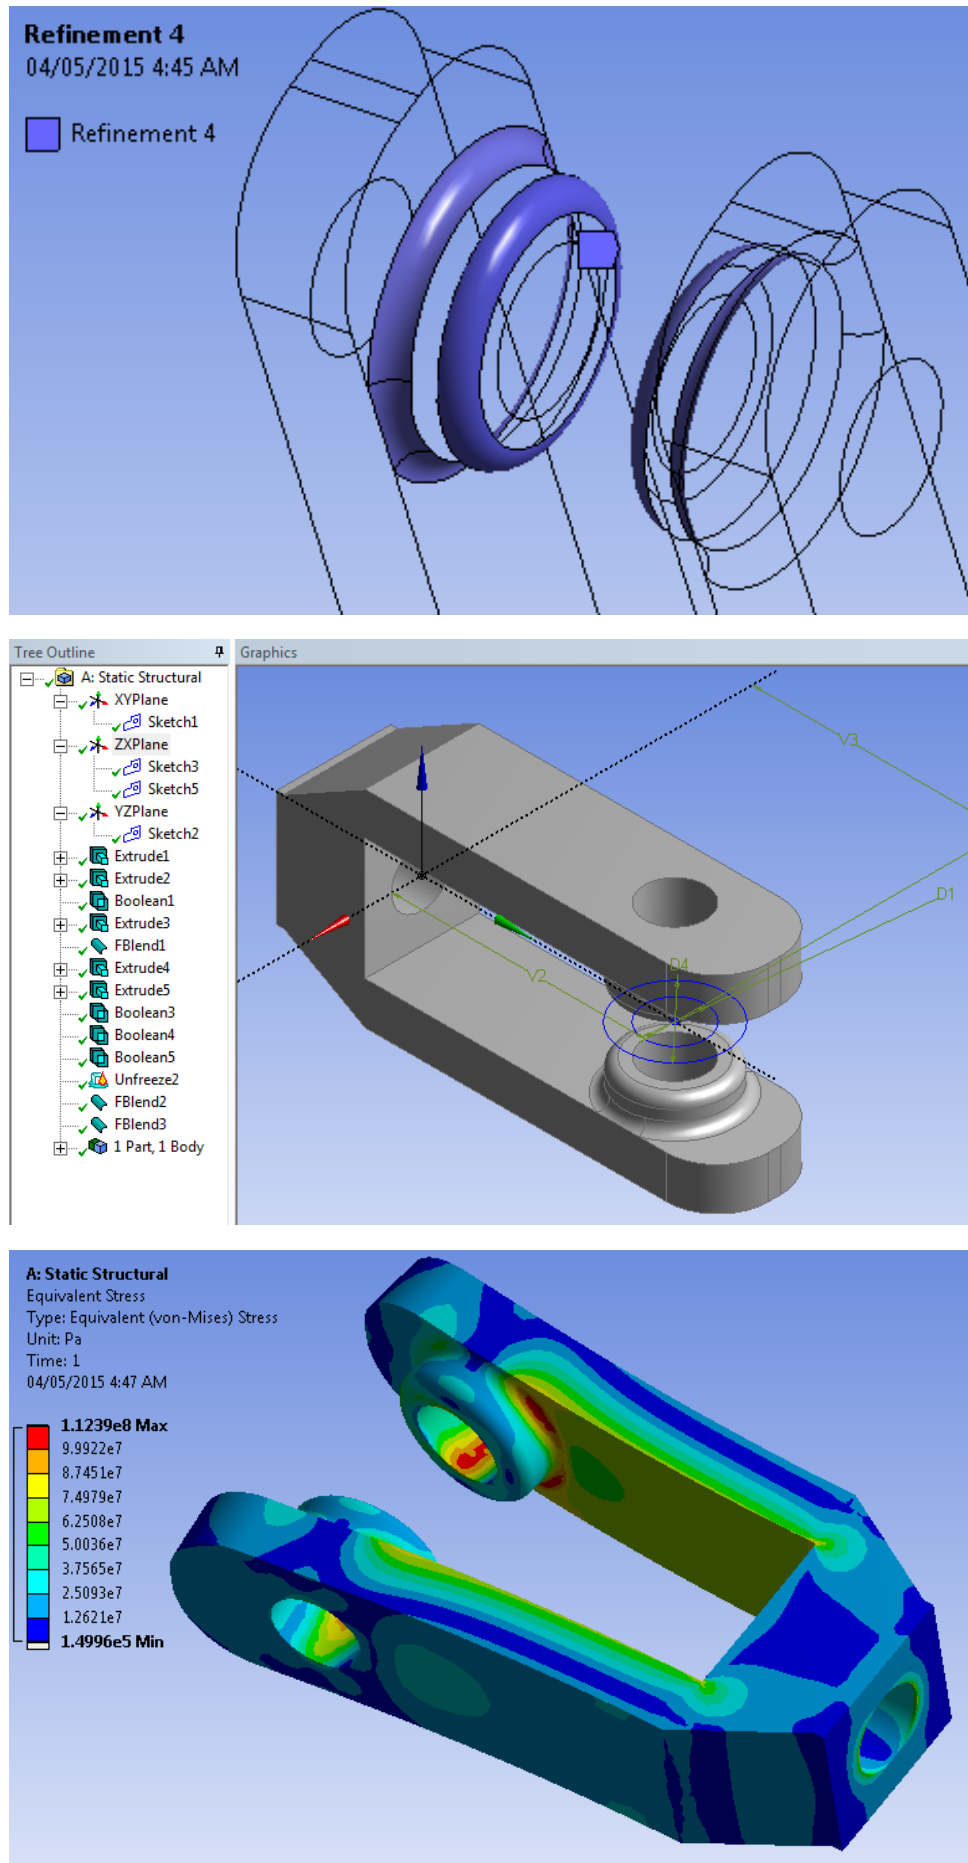 Refinement 4
04/05/2015 4:45 AM
Refinement 4
Tree Outline
Graphics
A: Static Structural
XYPlane
Sketch1
ZXPlane
Sketch3
Sketch5
YZPlane
Sketch2
Extrude1
Extrude2
Boolean1
Extrude3
FBlend1
Extrude4
Extrude5
Boolean3
Boolean4
Boolean5
Unfreeze2
FBlend2
FBlend3
1 Part, 1 Body
V3
D1
D4
V2
A: Static Structural
Equivalent Stress
Type: Equivalent (von-Mises) Stress
Unit: Pa
Time: 1
04/05/2015 4:47 AM
1.1239e8 Max
9.9922e7
8.7451e7
7.4979e7
6.2508e7
5.0036e7
3.7565e7
2.5093e7
1.2621e7
1.4996e5 Min